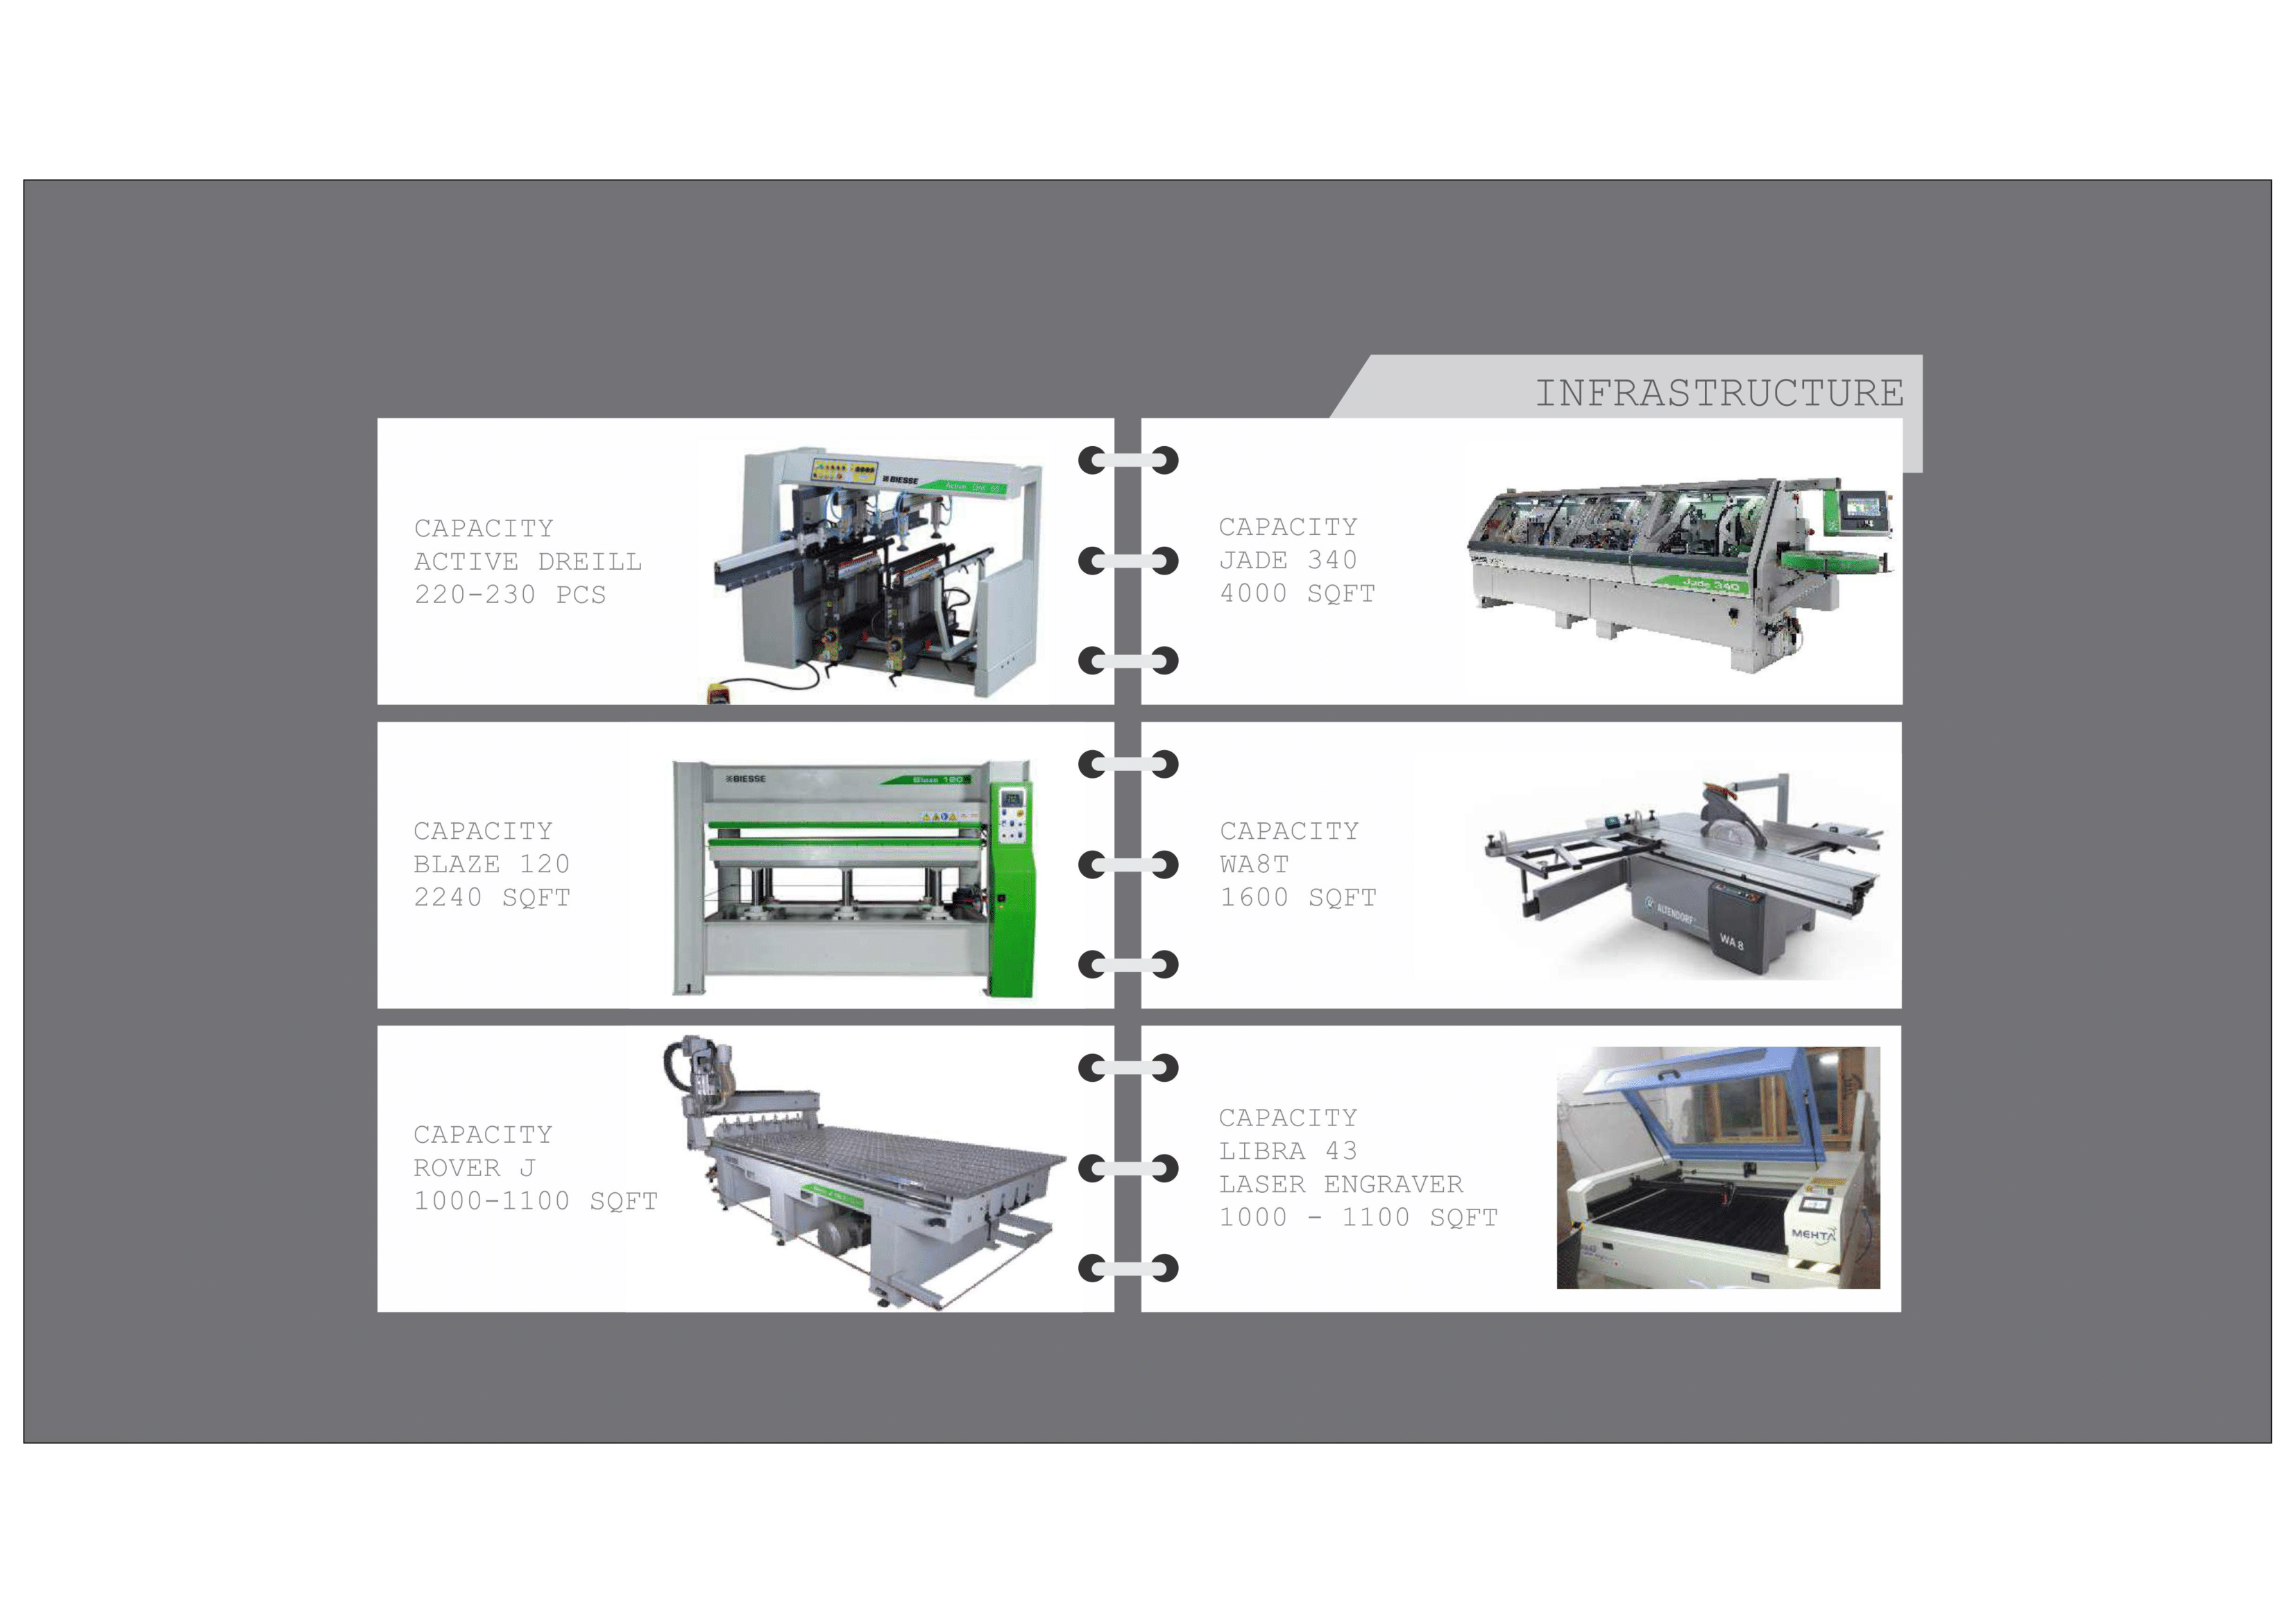 INFRASTRUCTURE
CAPACITY
ACTIVE DREILL
220-230 PCS
BIESSE
Active
CAPACITY
JADE 340
4000 SQFT
Jade 340
CAPACITY
BLAZE 120
2240 SQFT
BIESSE
Blaze 120
CAPACITY
WA8T
1600 SQFT
ALTENDORF
WA 8
CAPACITY
ROVER J
1000-1100 SQFT
CAPACITY
LIBRA 43
LASER ENGRAVER
1000 - 1100 SQFT
MEHTA